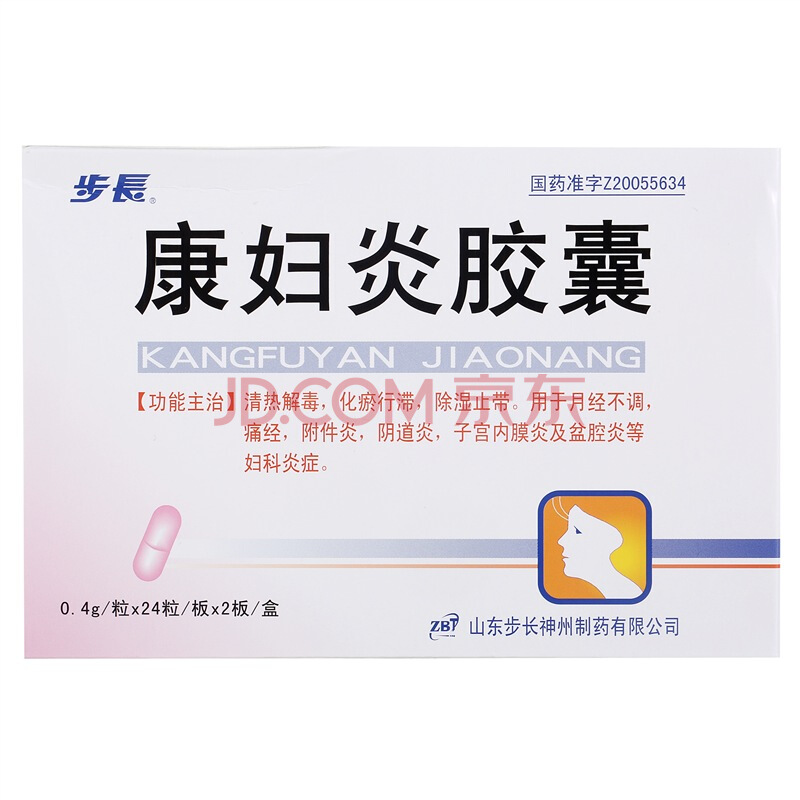 步長®
国药准字Z20055634
康妇炎胶囊
KANGFUYAN JIAONANG
JD.COM 京东
【功能主治】清热解毒，化瘀行滞，除湿止带。用于月经不调，
痛经，附件炎，阴道炎，子宫内膜炎及盆腔炎等
妇科炎症。
0.4g/粒x24粒/板x2板/盒
ZBT 山东步长神州制药有限公司